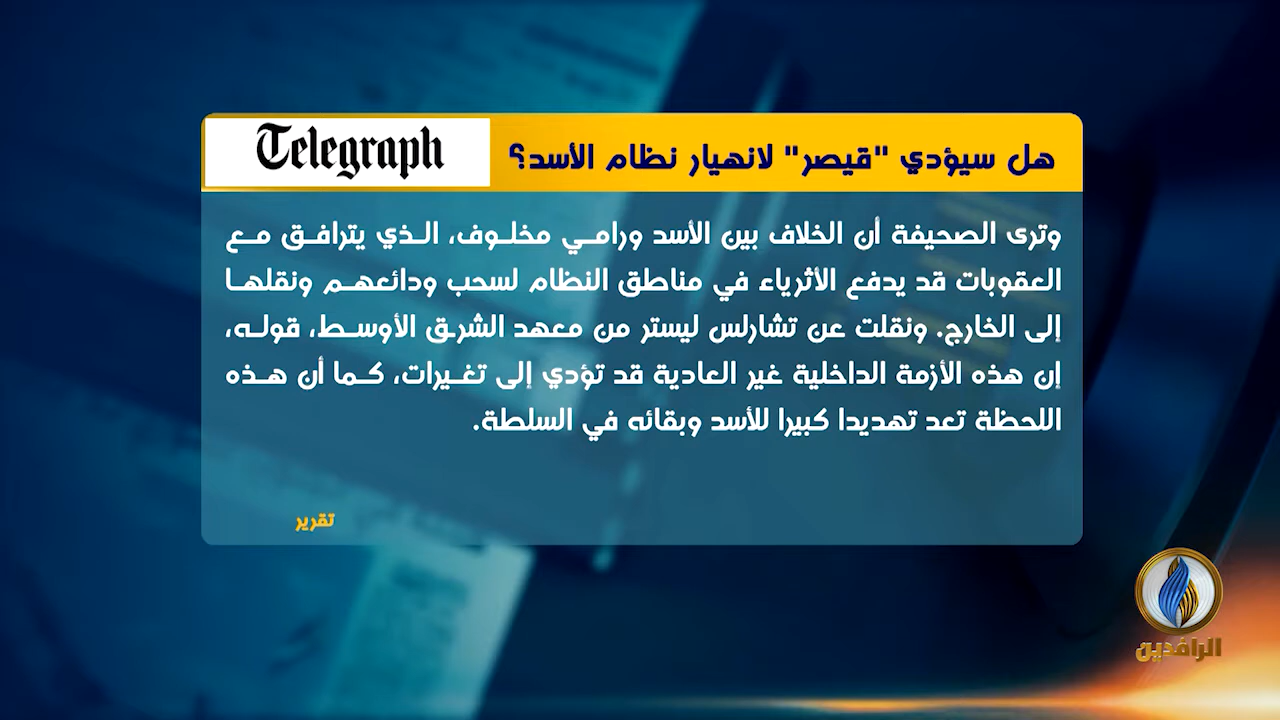 هل سيؤدي "قيصر" لانهيار نظام الأسد؟
Telegraph
وترى الصحيفة أن الخلاف بين الأسد ورامي مخلوف، الذي يترافق مع
العقوبات قد يدفع الأثرياء في مناطق النظام لسحب ودائعهم ونقلها
إلى الخارج. ونقلت عن تشارلس ليستر من معهد الشرق الأوسط، قوله،
إن هذه الأزمة الداخلية غير العادية قد تؤدي إلى تغيرات، كما أن هذه
اللحظة تعد تهديدا كبيرا للأسد وبقائه في السلطة.
تقرير
الرافدين